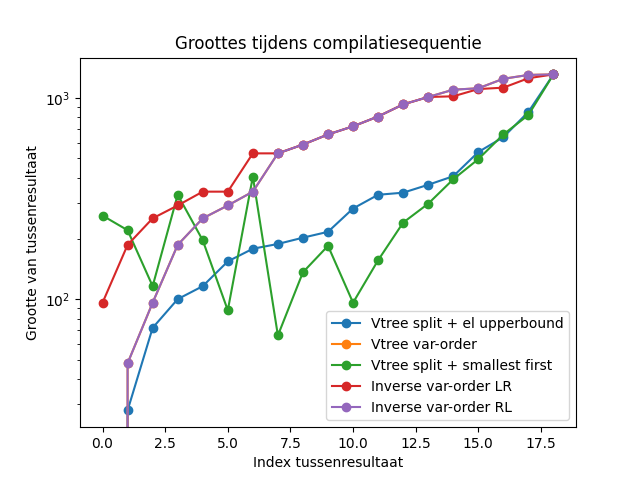 Groottes tijdens compilatiesequentie
Grootte van tussenresultaat
10³
10²
Vtree split + el upperbound
Vtree var-order
Vtree split + smallest first
Inverse var-order LR
Inverse var-order RL
0.0 2.5 5.0 7.5 10.0 12.5 15.0 17.5
Index tussenresultaat